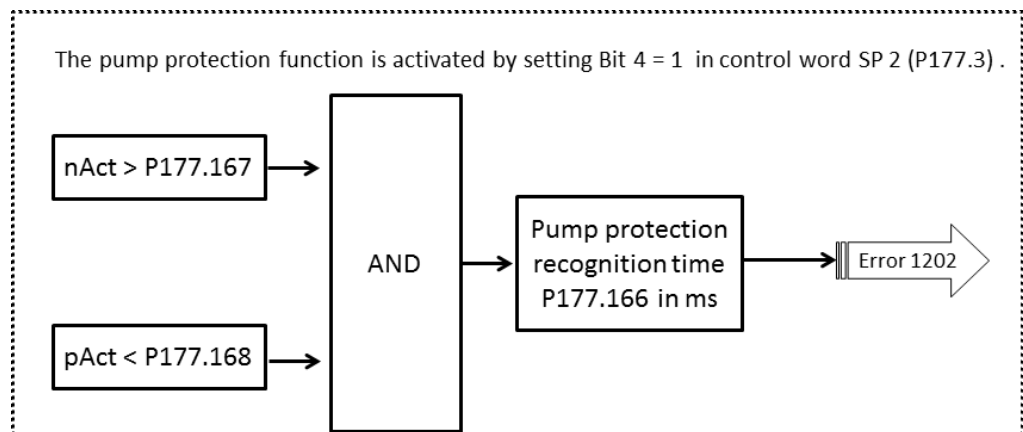 The pump protection function is activated by setting Bit 4 = 1 in control word SP 2 (P177.3) .
nAct > P177.167
AND
Pump protection
recognition time
P177.166 in ms
Error 1202
pAct < P177.168